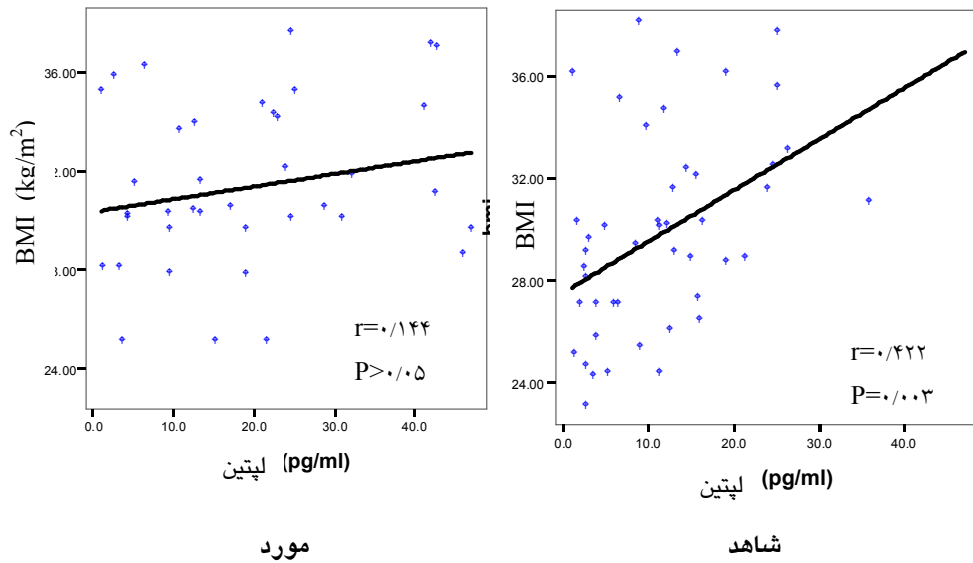 BMI (kg/m²)
36.00
2.00
3.00
24.00
r=۰/۱۴۴
P>۰/۰۵
0.0 10.0 20.0 30.0 40.0
لپتین (pg/ml)
مورد
bmi
BMI
36.00
32.00
28.00
24.00
r=۰/۴۲۲
P=۰/۰۰۳
0.0 10.0 20.0 30.0 40.0
لپتین (pg/ml)
شاهد